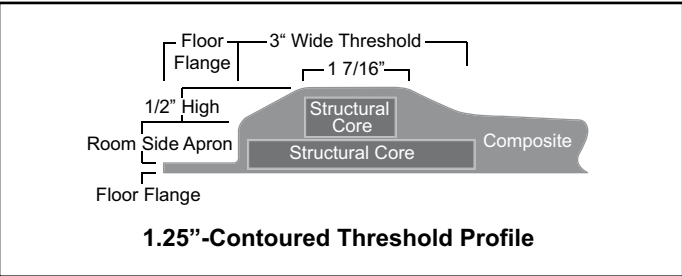 Floor
Flange
3“ Wide Threshold
1 7/16”
1/2” High
Structural
Core
Room Side Apron
Structural Core
Composite
Floor Flange
1.25”-Contoured Threshold Profile